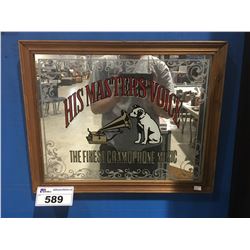 HIS MASTERS VOICE
THE FINEST GRAMOPHONE MUSIC
589